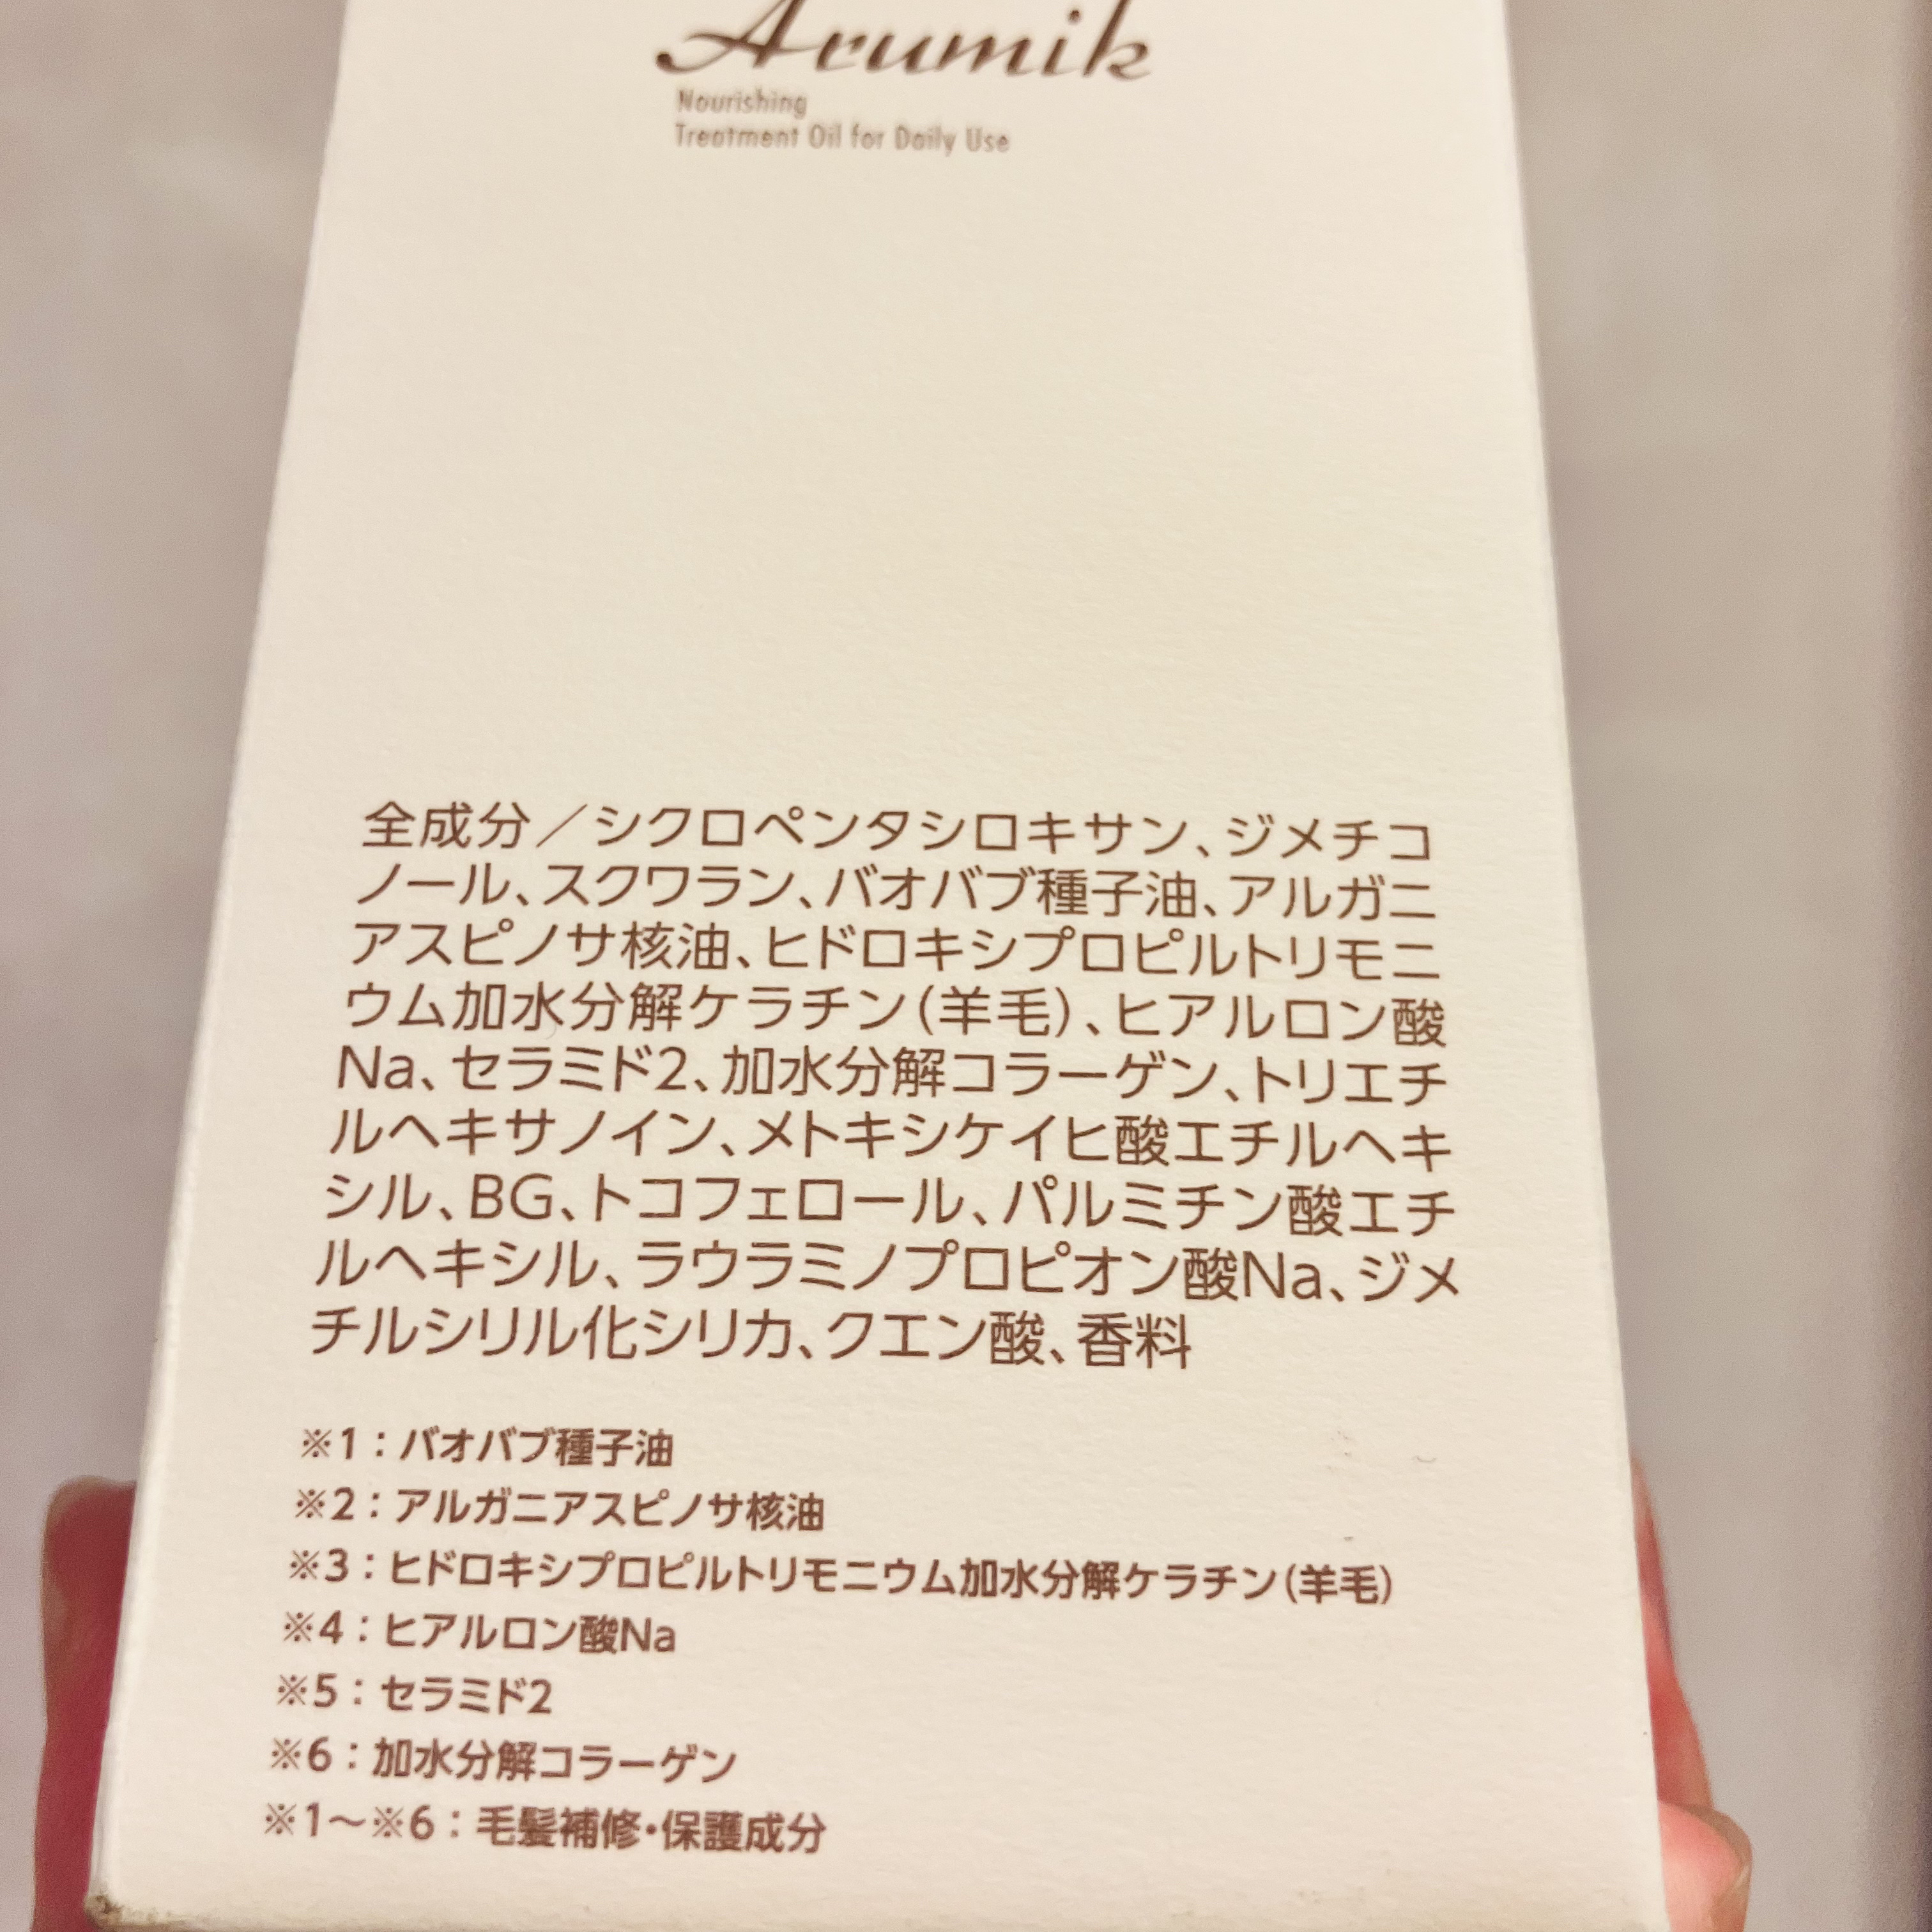 Arumik
Nourishing
Treatment Oil for Daily Use
全成分／シクロペンタシロキサン、ジメチコ
ノール、スクワラン、バオバブ種子油、アルガニ
アスピノサ核油、ヒドロキシプロピルトリモニ
ウム加水分解ケラチン(羊毛)、ヒアルロン酸
Na、セラミド2、加水分解コラーゲン、トリエチ
ルヘキサノイン、メトキシケイヒ酸エチルヘキ
シル、BG、トコフェロール、パルミチン酸エチ
ルヘキシル、ラウラミノプロピオン酸Na、ジメ
チルシリル化シリカ、クエン酸、香料
※1：バオバブ種子油
※2：アルガニアスピノサ核油
※3：ヒドロキシプロピルトリモニウム加水分解ケラチン(羊毛)
※4：ヒアルロン酸Na
※5：セラミド2
※6：加水分解コラーゲン
※1～※6：毛髪補修・保護成分